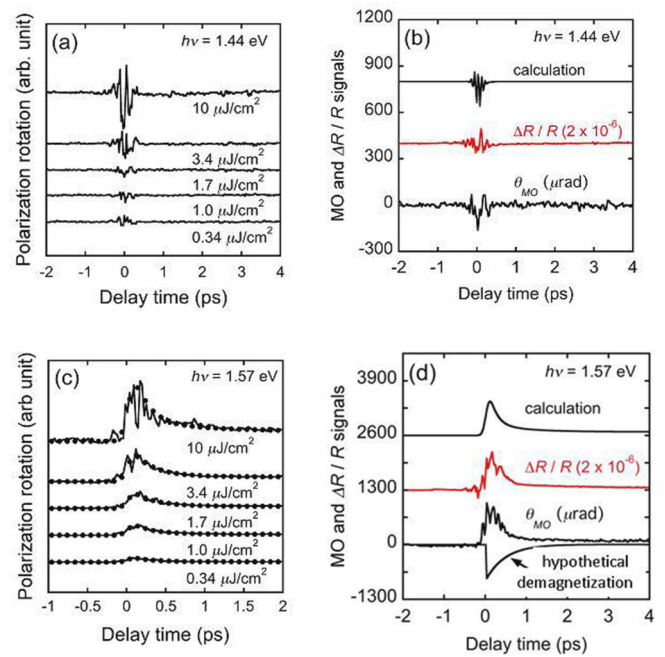 (a)
hν = 1.44 eV
Polarization rotation (arb. unit)
10 μJ/cm²
3.4 μJ/cm²
1.7 μJ/cm²
1.0 μJ/cm²
0.34 μJ/cm²
-2 -1 0 1 2 3 4
Delay time (ps)
(b)
hν = 1.44 eV
MO and ΔR / R signals
1200
900
600
300
0
-300
calculation
ΔR / R (2 x 10⁻⁶)
θMO (μrad)
-2 -1 0 1 2 3 4
Delay time (ps)
(c)
hν = 1.57 eV
Polarization rotation (arb unit)
10 μJ/cm²
3.4 μJ/cm²
1.7 μJ/cm²
1.0 μJ/cm²
0.34 μJ/cm²
-1 -0.5 0 0.5 1 1.5 2
Delay time (ps)
(d)
hν = 1.57 eV
MO and ΔR / R signals
3900
2600
1300
0
-1300
calculation
ΔR / R (2 x 10⁻⁶)
θMO (μrad)
hypothetical
demagnetization
-2 -1 0 1 2 3 4
Delay time (ps)